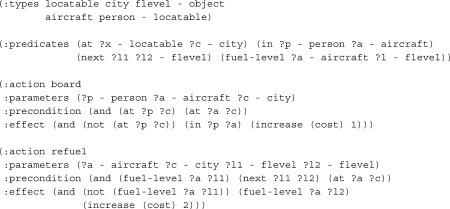 (:types locatable city flevel - object
aircraft person - locatable)
(:predicates (at ?x - locatable ?c - city) (in ?p - person ?a - aircraft)
(next ?l1 ?l2 - flevel) (fuel-level ?a - aircraft ?l - flevel))
(:action board
:parameters (?p - person ?a - aircraft ?c - city)
:precondition (and (at ?p ?c) (at ?a ?c))
:effect (and (not (at ?p ?c)) (in ?p ?a) (increase (cost) 1)))
(:action refuel
:parameters (?a - aircraft ?c - city ?l1 - flevel ?l2 - flevel)
:precondition (and (fuel-level ?a ?l1) (next ?l1 ?l2) (at ?a ?c))
:effect (and (not (fuel-level ?a ?l1)) (fuel-level ?a ?l2)
(increase (cost) 2)))